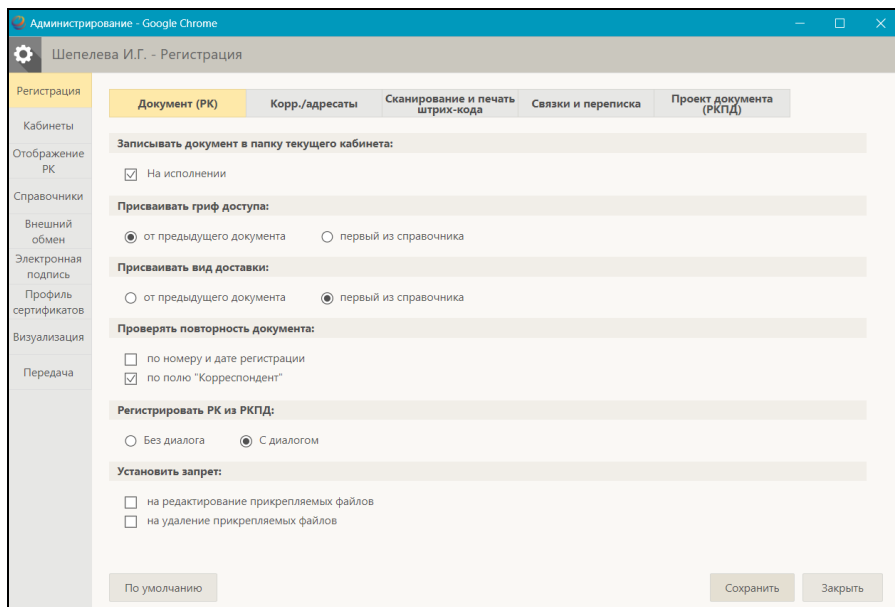 Администрирование - Google Chrome
Шепелева И.Г. - Регистрация
Регистрация
Кабинеты
Отображение
РК
Справочники
Внешний
обмен
Электронная
подпись
Профиль
сертификатов
Визуализация
Передача
Документ (РК)
Корр./адресаты
Сканирование и печать
штрих-кода
Связки и переписка
Проект документа
(РКПД)
Записывать документ в папку текущего кабинета:
На исполнении
Присваивать гриф доступа:
от предыдущего документа первый из справочника
Присваивать вид доставки:
от предыдущего документа первый из справочника
Проверять повторность документа:
по номеру и дате регистрации
по полю "Корреспондент"
Регистрировать РК из РКПД:
Без диалога С диалогом
Установить запрет:
на редактирование прикрепляемых файлов
на удаление прикрепляемых файлов
По умолчанию Сохранить Закрыть